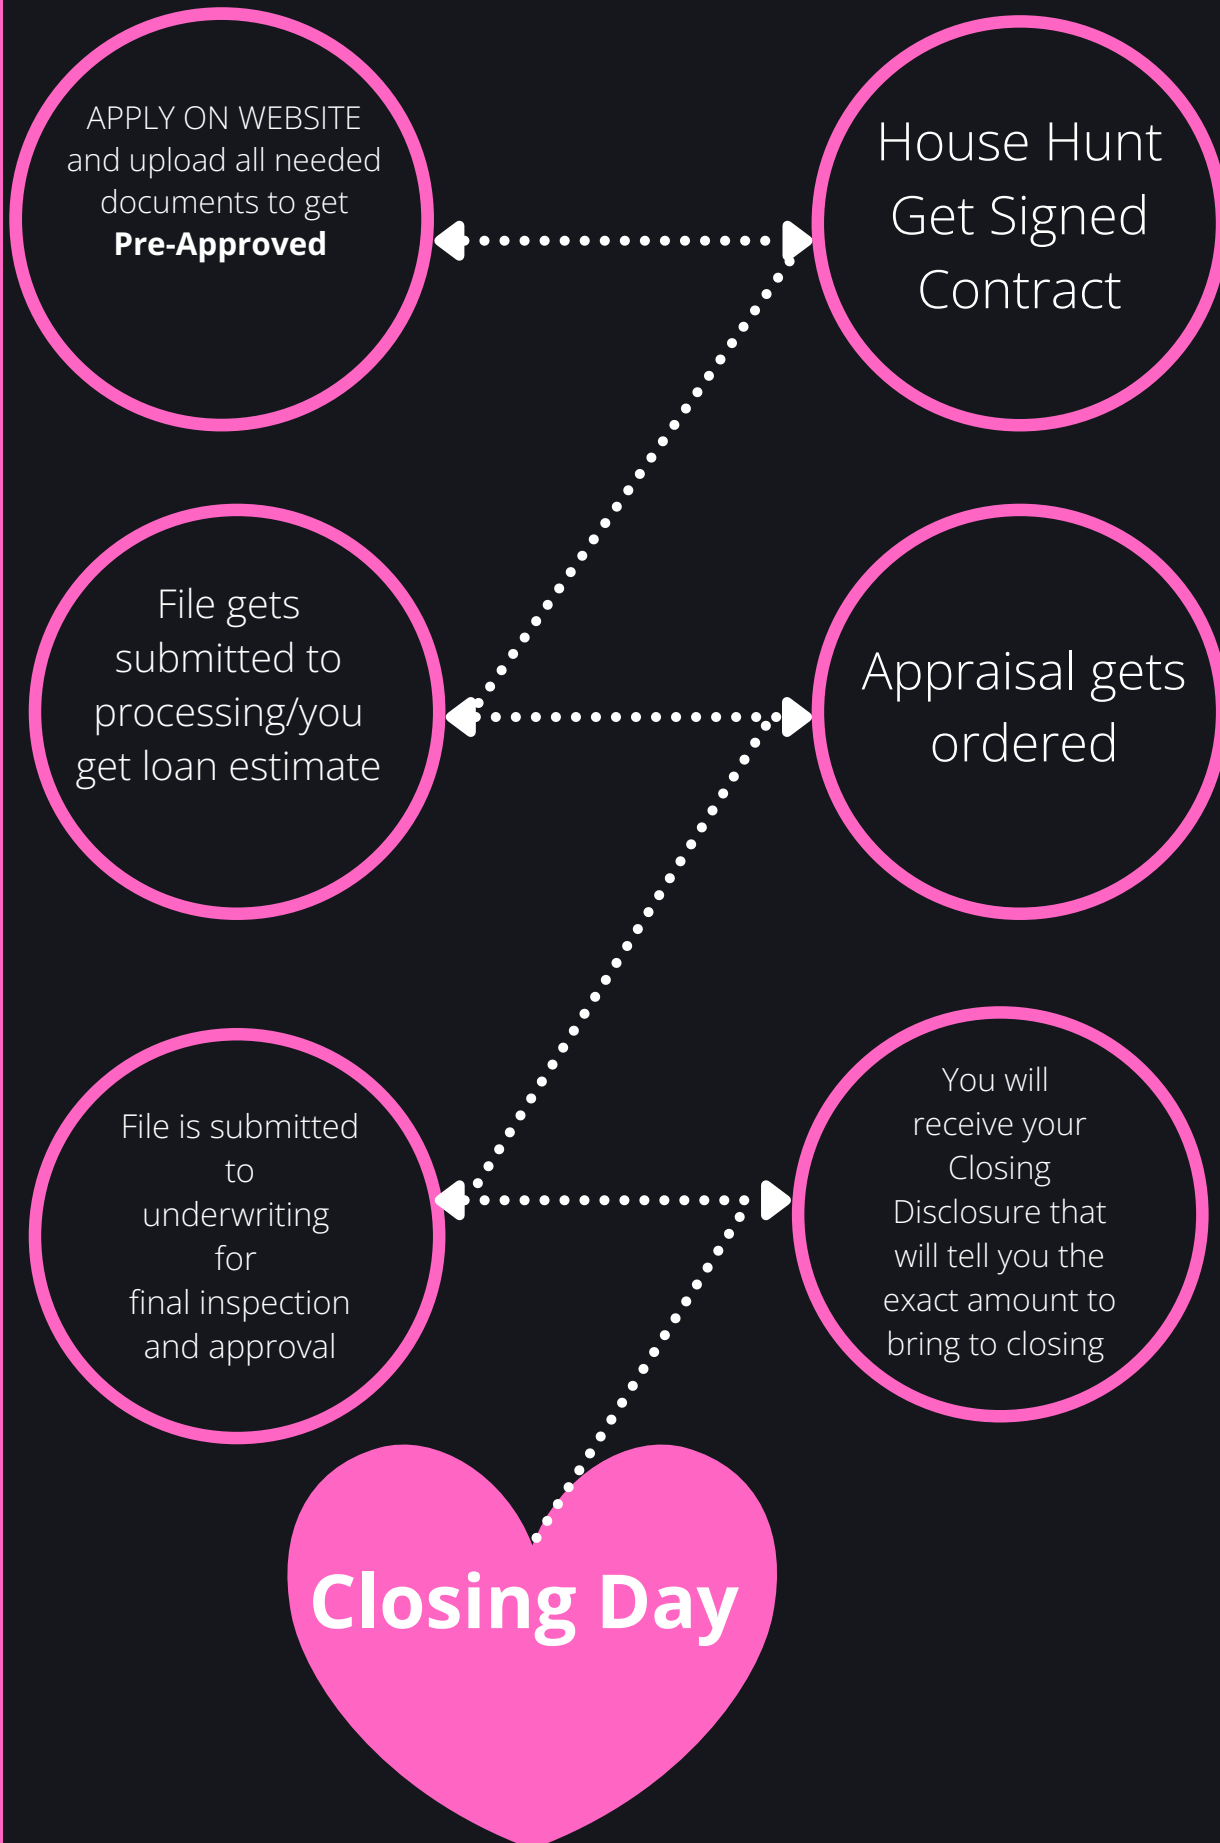 APPLY ON WEBSITE
and upload all needed
documents to get
Pre-Approved
House Hunt
Get Signed
Contract
File gets
submitted to
processing/you
get loan estimate
Appraisal gets
ordered
File is submitted
to
underwriting
for
final inspection
and approval
You will
receive your
Closing
Disclosure that
will tell you the
exact amount to
bring to closing
Closing Day